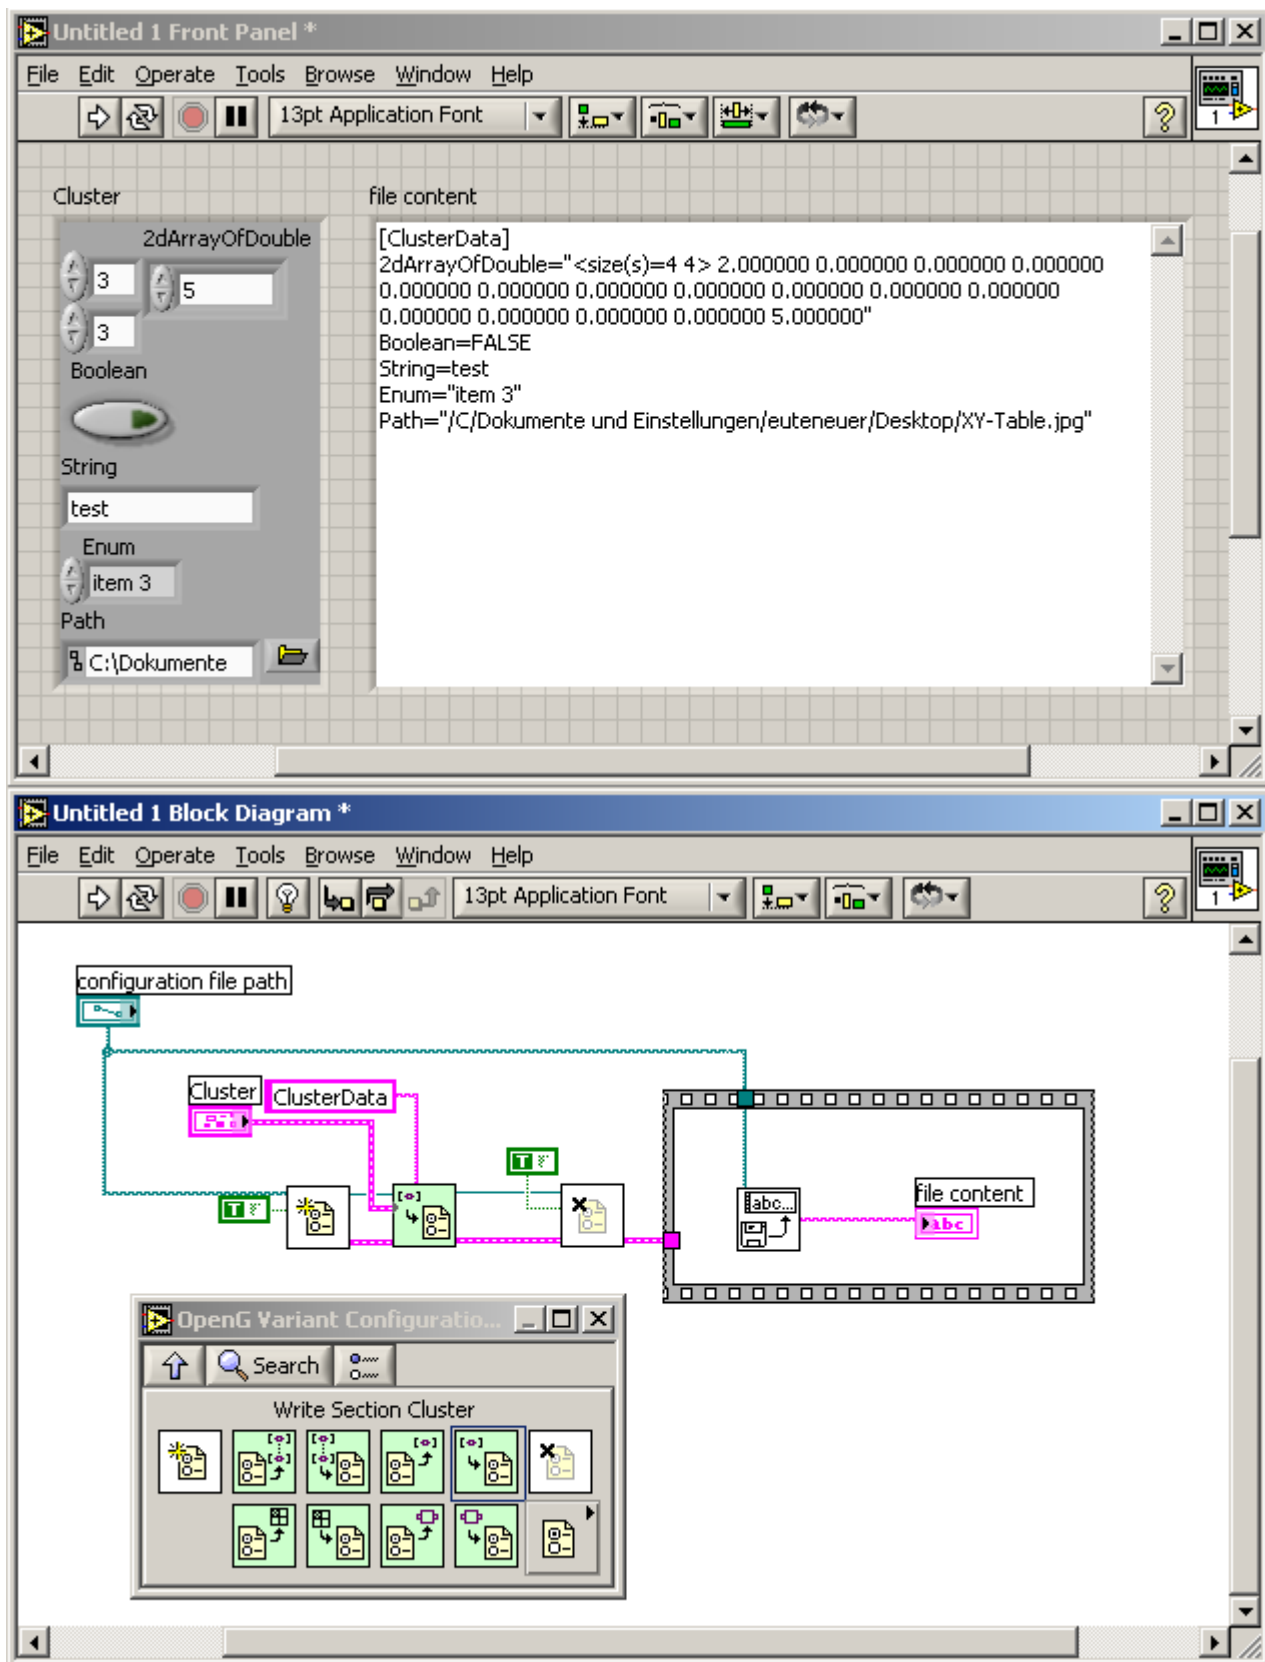 Untitled 1 Front Panel *
File Edit Operate Tools Browse Window Help
13pt Application Font
?
1
Cluster
file content
2dArrayOfDouble
3
5
3
Boolean
String
test
Enum
item 3
Path
C:\Dokumente
[ClusterData]
2dArrayOfDouble="<size(s)=4 4> 2.000000 0.000000 0.000000 0.000000
0.000000 0.000000 0.000000 0.000000 0.000000 0.000000 0.000000
0.000000 0.000000 0.000000 0.000000 5.000000"
Boolean=FALSE
String=test
Enum="item 3"
Path="/C/Dokumente und Einstellungen/euteneuer/Desktop/XY-Table.jpg"
Untitled 1 Block Diagram *
File Edit Operate Tools Browse Window Help
13pt Application Font
?
1
configuration file path
Cluster
ClusterData
T
T
abc...
file content
abc
OpenG Variant Configuratio...
Search
Write Section Cluster